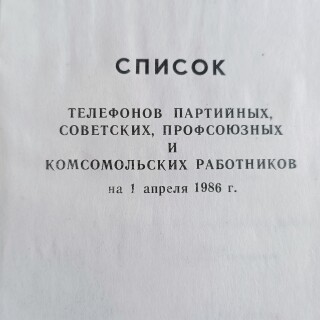 СПИСОК
ТЕЛЕФОНОВ ПАРТИЙНЫХ,
СОВЕТСКИХ, ПРОФСОЮЗНЫХ
И
КОМСОМОЛЬСКИХ РАБОТНИКОВ
на 1 апреля 1986 г.